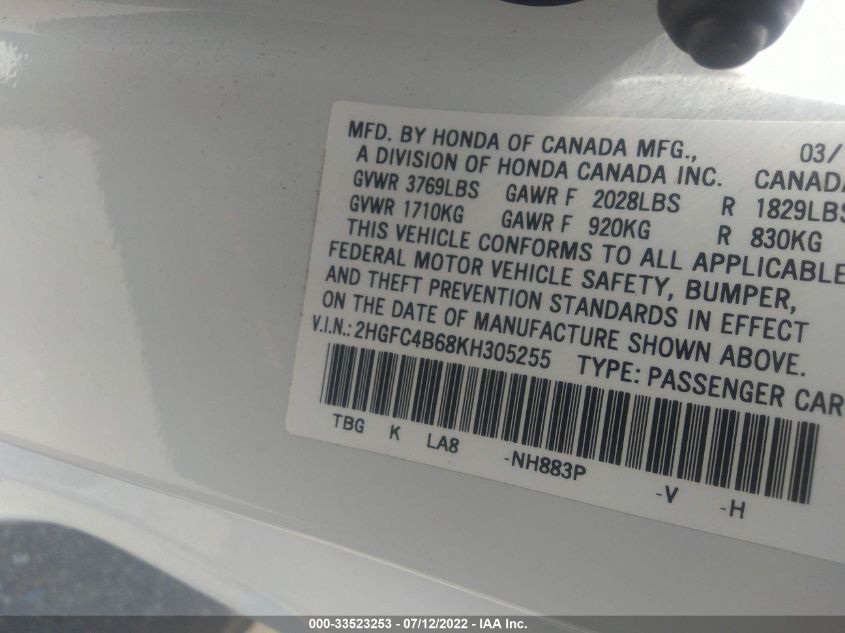 MFD. BY HONDA OF CANADA MFG., 03/
A DIVISION OF HONDA CANADA INC. CANADA
GVWR 3769LBS GAWR F 2028LBS R 1829LBS
GVWR 1710KG GAWR F 920KG R 830KG
THIS VEHICLE CONFORMS TO ALL APPLICABLE
FEDERAL MOTOR VEHICLE SAFETY, BUMPER,
AND THEFT PREVENTION STANDARDS IN EFFECT
ON THE DATE OF MANUFACTURE SHOWN ABOVE.
V.I.N.: 2HGFC4B68KH305255 TYPE: PASSENGER CAR
TBG K LA8 -NH883P -V -H
000-33523253 - 07/12/2022 - IAA Inc.